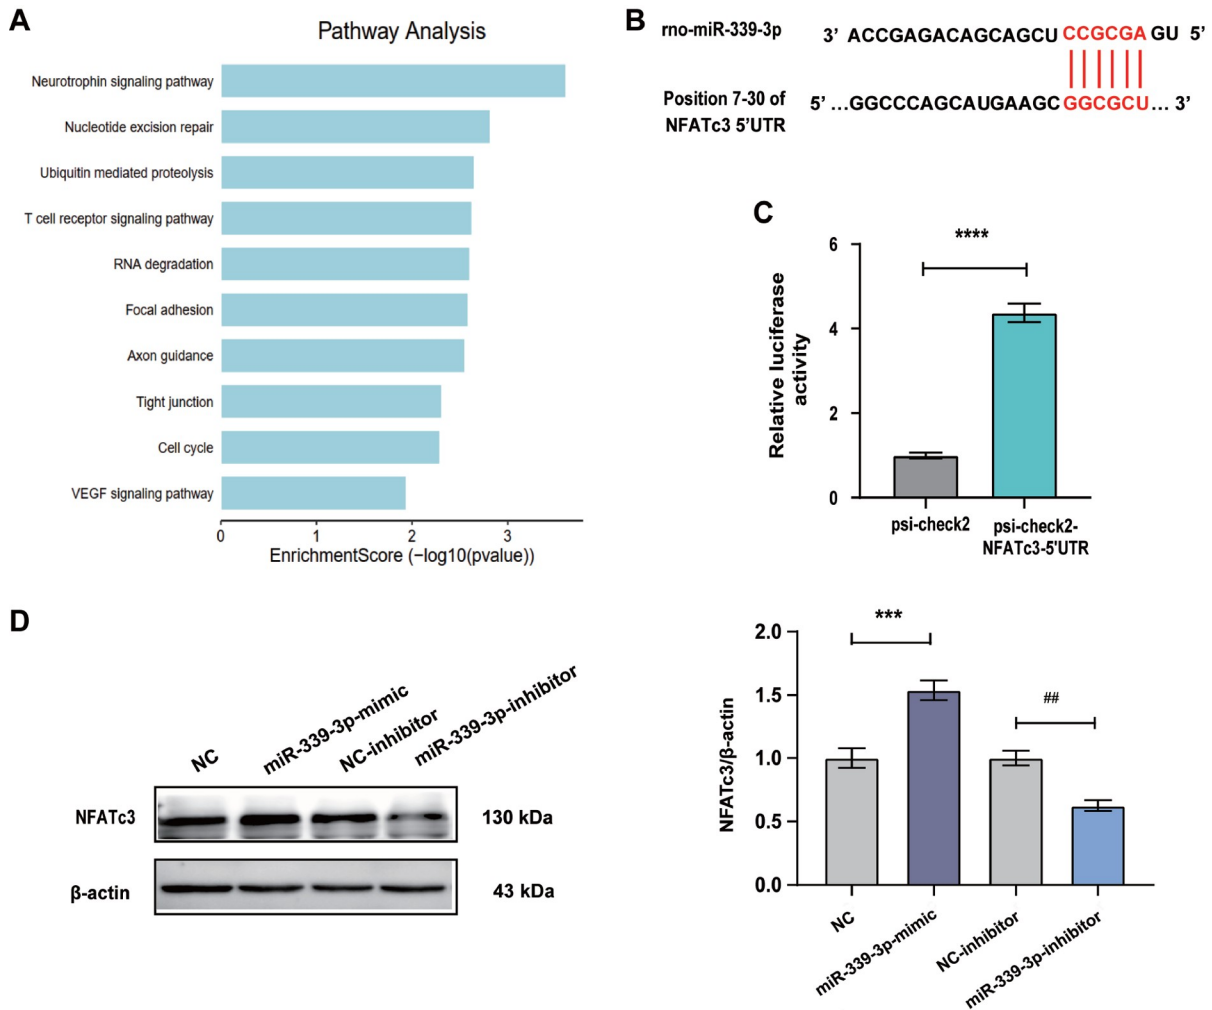 A
Pathway Analysis
Neurotrophin signaling pathway
Nucleotide excision repair
Ubiquitin mediated proteolysis
T cell receptor signaling pathway
RNA degradation
Focal adhesion
Axon guidance
Tight junction
Cell cycle
VEGF signaling pathway
0 1 2 3
EnrichmentScore (−log10(pvalue))
B
rno-miR-339-3p 3’ ACCGAGACAGCAGCU CCGCGA GU 5’
Position 7-30 of 5’ ...GGCCCAGCAUGAAGC GGCGCU... 3’
NFATc3 5’UTR
C
****
6
4
2
0
Relative luciferase
activity
psi-check2
psi-check2-
NFATc3-5'UTR
D
NC
miR-339-3p-mimic
NC-inhibitor
miR-339-3p-inhibitor
NFATc3 130 kDa
β-actin 43 kDa
***
##
2.0
1.5
1.0
0.5
0.0
NFATc3/β-actin
NC
miR-339-3p-mimic
NC-inhibitor
miR-339-3p-inhibitor